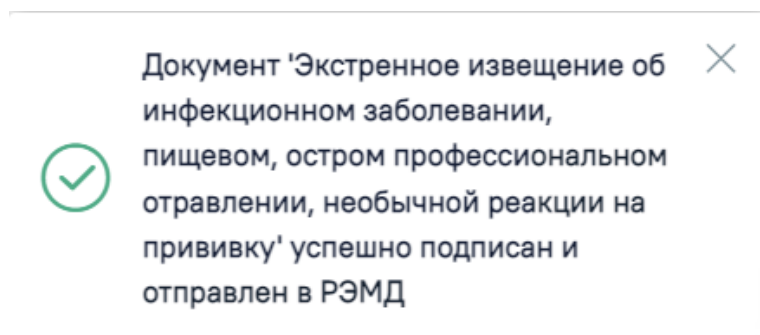 Документ 'Экстренное извещение об
инфекционном заболевании,
пищевом, остром профессиональном
отравлении, необычной реакции на
прививку' успешно подписан и
отправлен в РЭМД